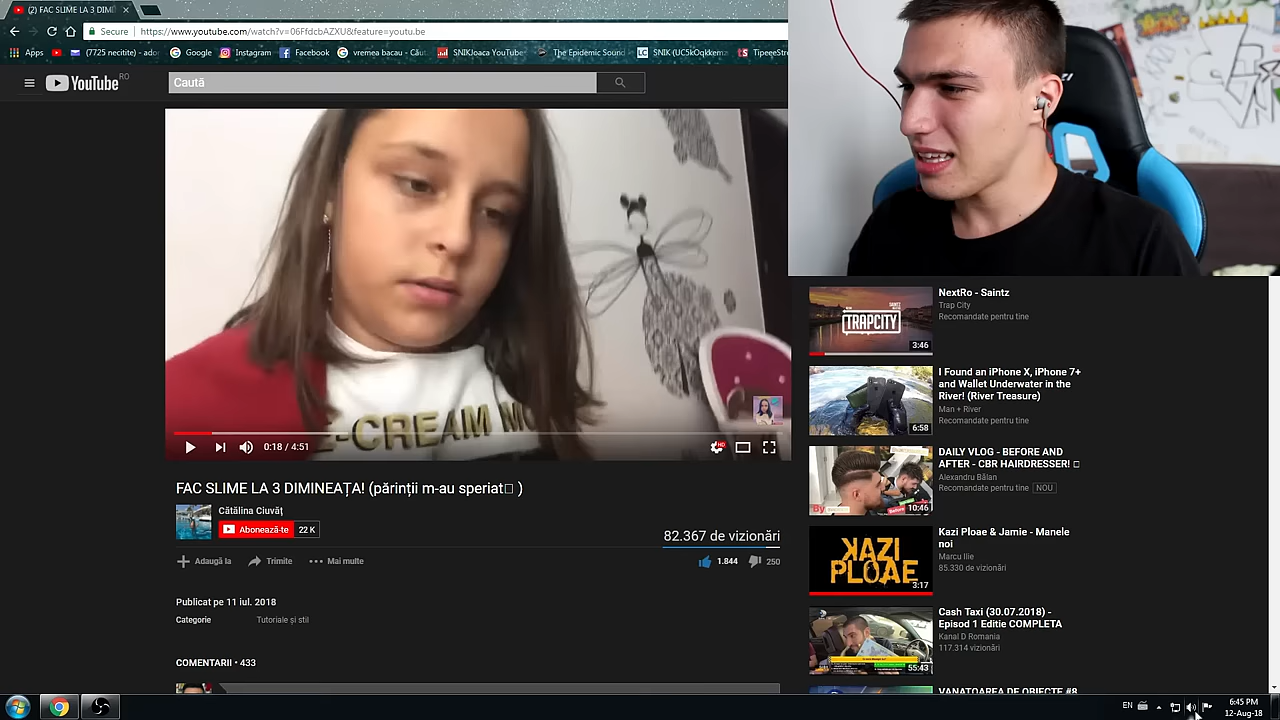 (2) FAC SLIME LA 3 DIMI
Secure
https://www.youtube.com/watch?v=06FfdcbAZXU&feature=youtu.be
Apps
(1725 necitite) - ado
Google
Instagram
Facebook
vreme bacau - Cău
SNIKJoaca YouTube
The Epidemic Sound
SNIK (UC5kOqkkem
TipeeeStre
YouTube RO
Caută
E-CREAM M
0:18 / 4:51
HD
FAC SLIME LA 3 DIMINEAȚA! (părinții m-au speriat )
Cătălina Ciuvăț
Abonează-te 22 K
82.367 de vizionări
Adaugă la
Trimite
Mai multe
1.844
250
Publicat pe 11 iul. 2018
Categorie
Tutoriale și stil
COMENTARII • 433
TRAPCITY
3:46
NextRo - Saintz
Trap City
Recomandate pentru tine
6:58
I Found an iPhone X, iPhone 7+
and Wallet Underwater in the
River! (River Treasure)
Man + River
Recomandate pentru tine
10:46
DAILY VLOG - BEFORE AND
AFTER - CBR HAIRDRESSER!
Alexandru Bălan
Recomandate pentru tine NOU
KAZI
PLOAE
3:17
Kazi Ploae & Jamie - Manele
noi
Marcu Ilie
85.330 de vizionări
55:43
Cash Taxi (30.07.2018) -
Episod 1 Editie COMPLETA
Kanal D Romania
117.314 vizionări
VANATOAREA DE OBIECTE #8
EN
6:45 PM
12-Aug-18